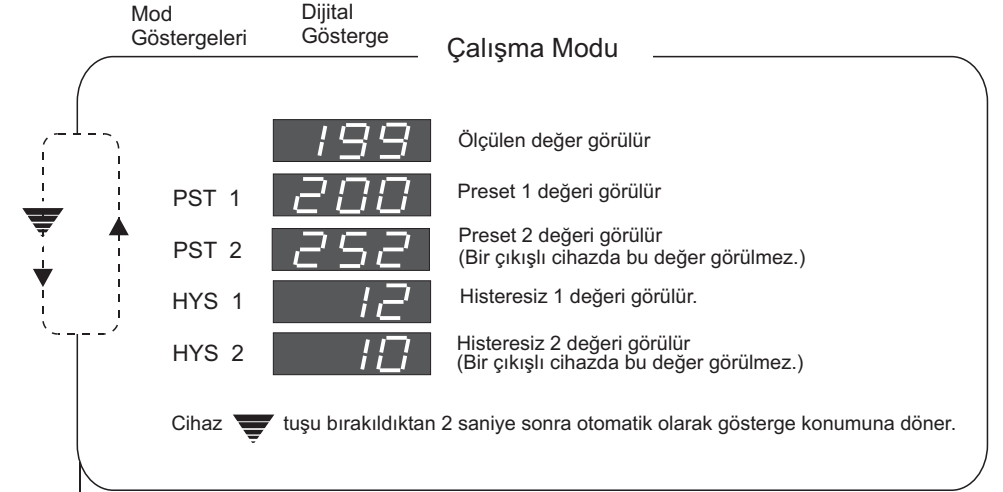 Mod
Göstergeleri
Dijital
Gösterge
Çalışma Modu
199 Ölçülen değer görülür
PST 1 200 Preset 1 değeri görülür
PST 2 252 Preset 2 değeri görülür
(Bir çıkışlı cihazda bu değer görülmez.)
HYS 1 12 Histeresiz 1 değeri görülür.
HYS 2 10 Histeresiz 2 değeri görülür
(Bir çıkışlı cihazda bu değer görülmez.)
Cihaz tuşu bırakıldıktan 2 saniye sonra otomatik olarak gösterge konumuna döner.